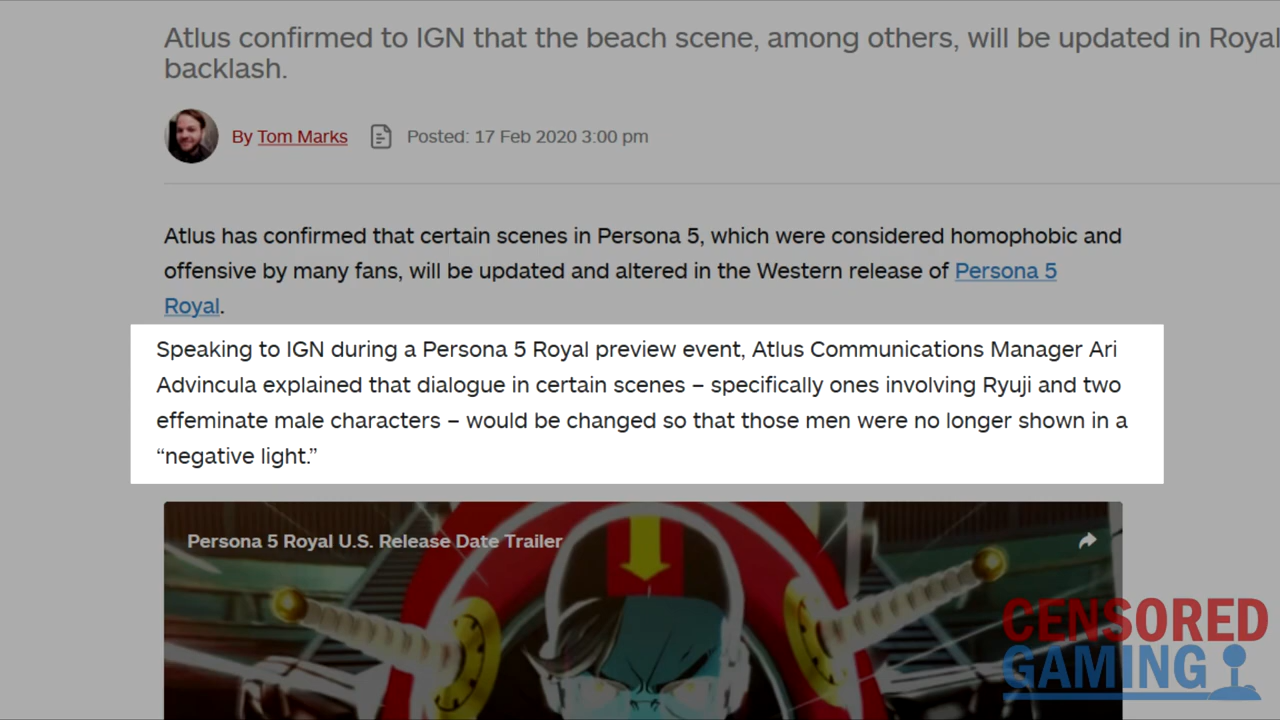 Atlus confirmed to IGN that the beach scene, among others, will be updated in Royal
backlash.
By Tom Marks Posted: 17 Feb 2020 3:00 pm
Atlus has confirmed that certain scenes in Persona 5, which were considered homophobic and
offensive by many fans, will be updated and altered in the Western release of Persona 5
Royal.
Speaking to IGN during a Persona 5 Royal preview event, Atlus Communications Manager Ari
Advincula explained that dialogue in certain scenes – specifically ones involving Ryuji and two
effeminate male characters – would be changed so that those men were no longer shown in a
“negative light.”
Persona 5 Royal U.S. Release Date Trailer
CENSORED
GAMING